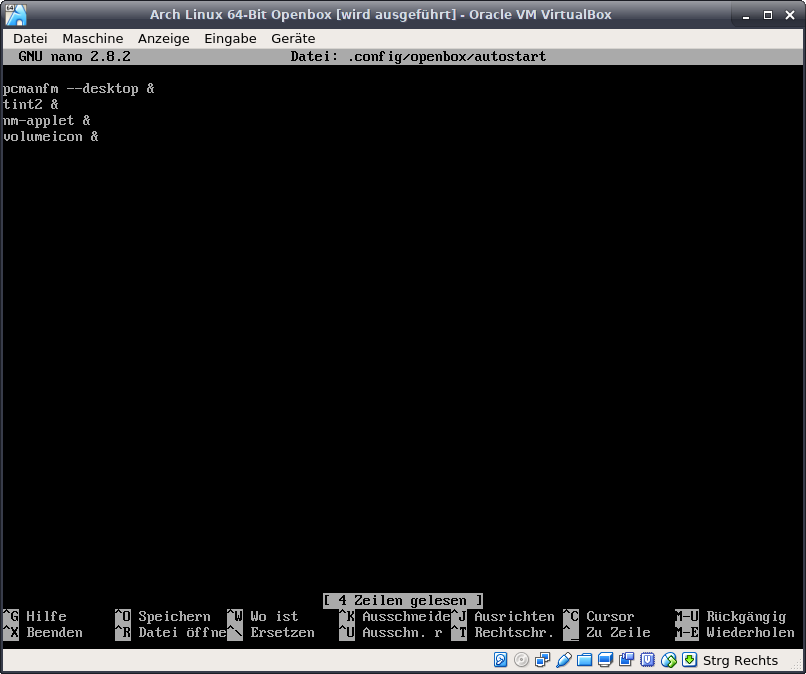 Arch Linux 64-Bit Openbox [wird ausgeführt] - Oracle VM VirtualBox
Datei Maschine Anzeige Eingabe Geräte
GNU nano 2.8.2 Datei: .config/openbox/autostart
pcmanfm --desktop &
tint2 &
nm-applet &
volumeicon &
[ 4 Zeilen gelesen ]
^G Hilfe ^O Speichern ^W Wo ist ^K Ausschneide ^J Ausrichten ^C Cursor M-U Rückgängig
^X Beenden ^R Datei öffne ^\ Ersetzen ^U Ausschn. r ^T Rechtschr. ^_ Zu Zeile M-E Wiederholen
Strg Rechts